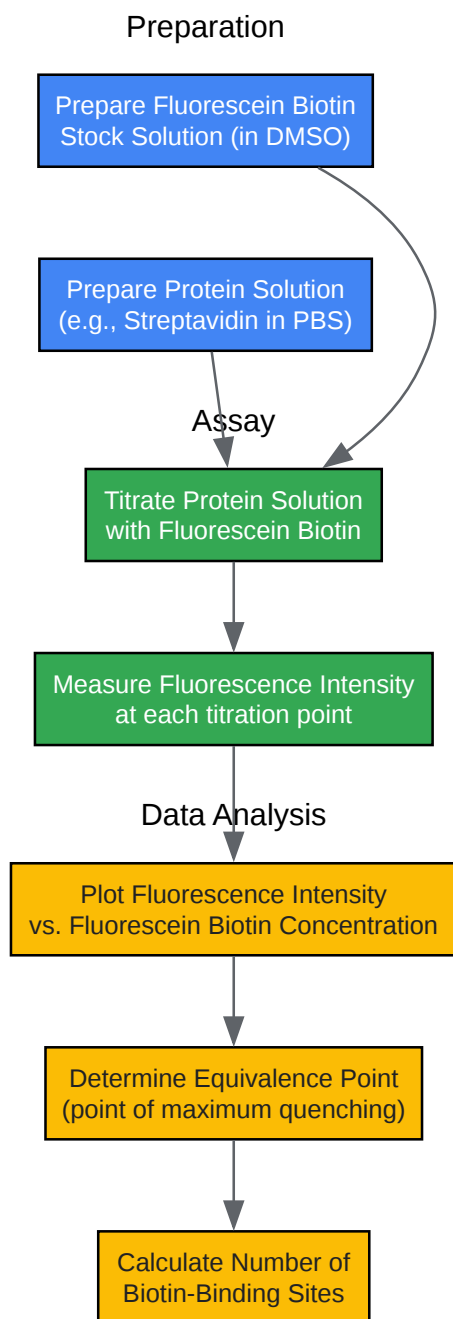 Preparation
Prepare Fluorescein Biotin
Stock Solution (in DMSO)
Prepare Protein Solution
(e.g., Streptavidin in PBS)
Assay
Titrate Protein Solution
with Fluorescein Biotin
Measure Fluorescence Intensity
at each titration point
Data Analysis
Plot Fluorescence Intensity
vs. Fluorescein Biotin Concentration
Determine Equivalence Point
(point of maximum quenching)
Calculate Number of
Biotin-Binding Sites